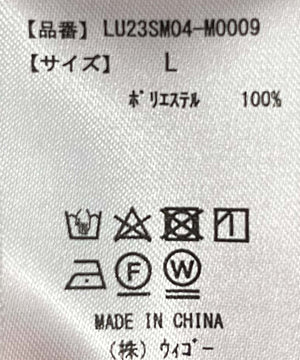 【品番】 LU23SM04-M0009
【サイズ】 L
ﾎﾟﾘｴｽﾃﾙ 100%
F W
MADE IN CHINA
(株) ｳｨｺﾞｰ